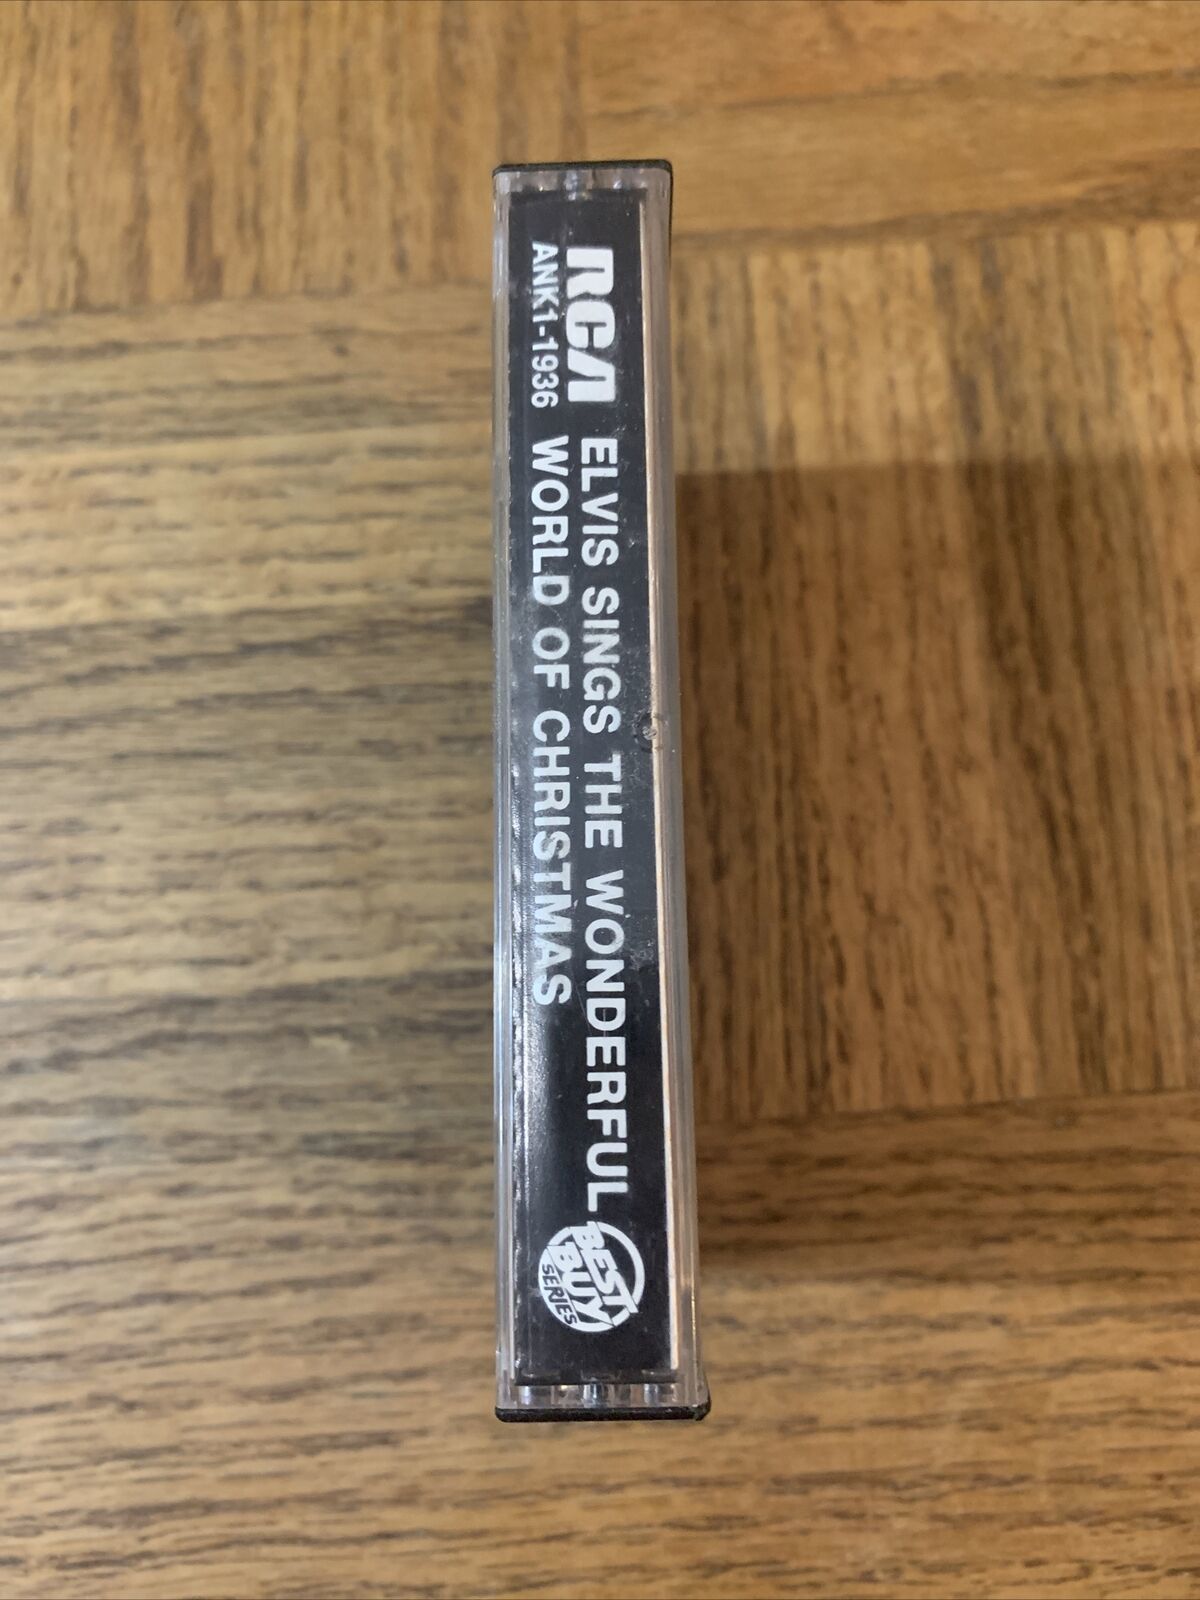 RCA
ANK1-1936
ELVIS SINGS THE WONDERFUL
WORLD OF CHRISTMAS
BEST
BUY
SERIES